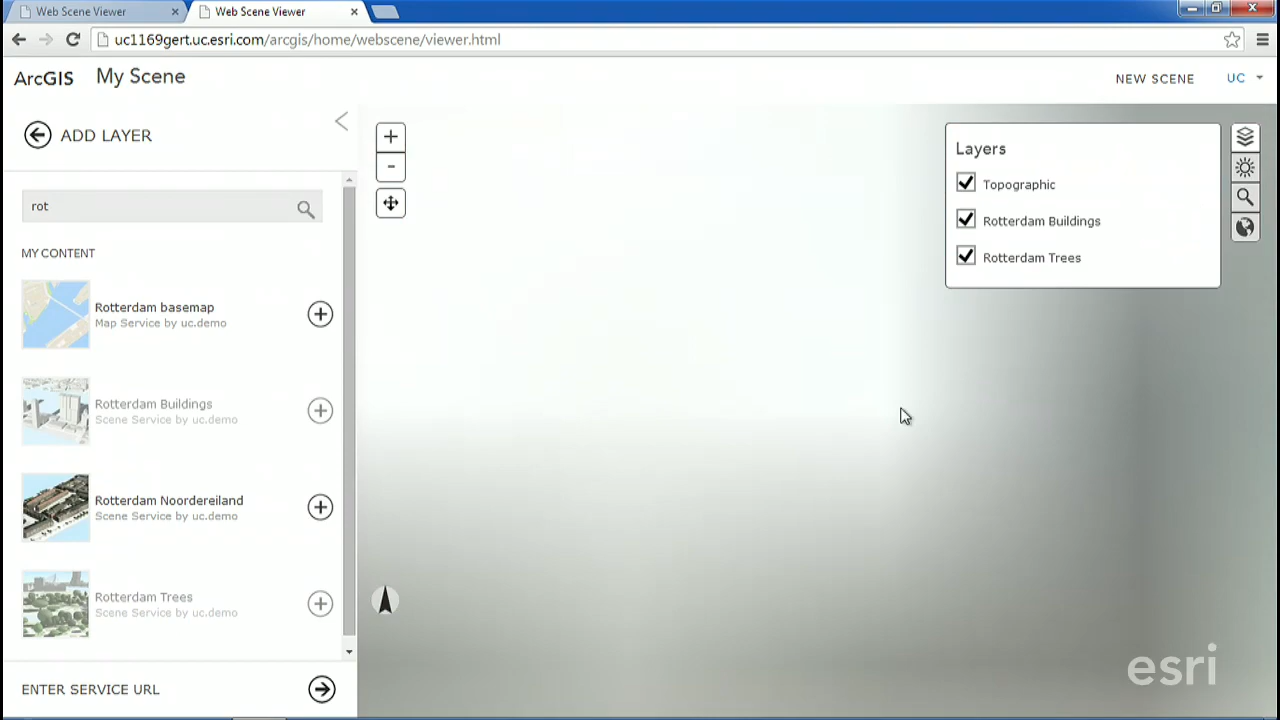 Web Scene Viewer
Web Scene Viewer
uc1169gert.uc.esri.com/arcgis/home/webscene/viewer.html
ArcGIS My Scene
NEW SCENE UC
ADD LAYER
rot
MY CONTENT
Rotterdam basemap
Map Service by uc.demo
Rotterdam Buildings
Scene Service by uc.demo
Rotterdam Noordereiland
Scene Service by uc.demo
Rotterdam Trees
Scene Service by uc.demo
ENTER SERVICE URL
Layers
Topographic
Rotterdam Buildings
Rotterdam Trees
esri